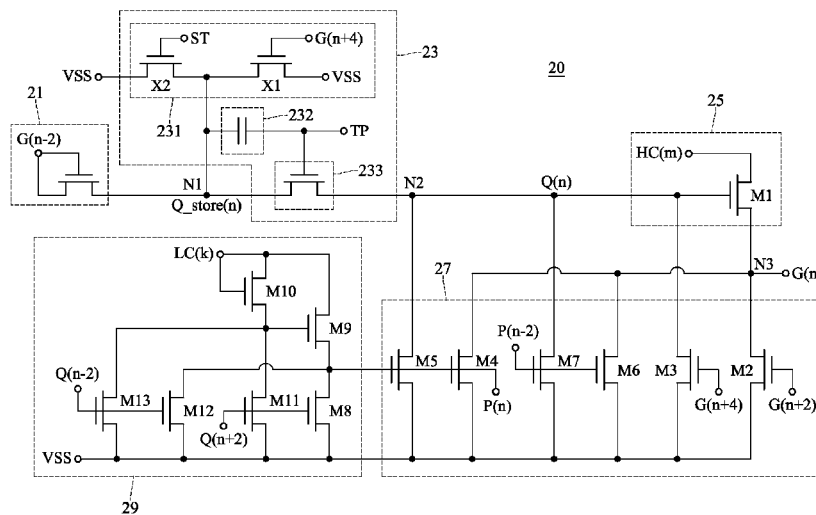 ST
G(n+4)
23
20
VSS
X2
X1
VSS
21
231
232
TP
25
G(n-2)
HC(m)
233
N1
N2
Q(n)
M1
Q_store(n)
LC(k)
27
N3
G(n
M10
M9
P(n-2)
Q(n-2)
M5
M4
M7
M6
M3
M2
M13
M12
M11
M8
Q(n+2)
P(n)
G(n+4)
G(n+2)
VSS
29